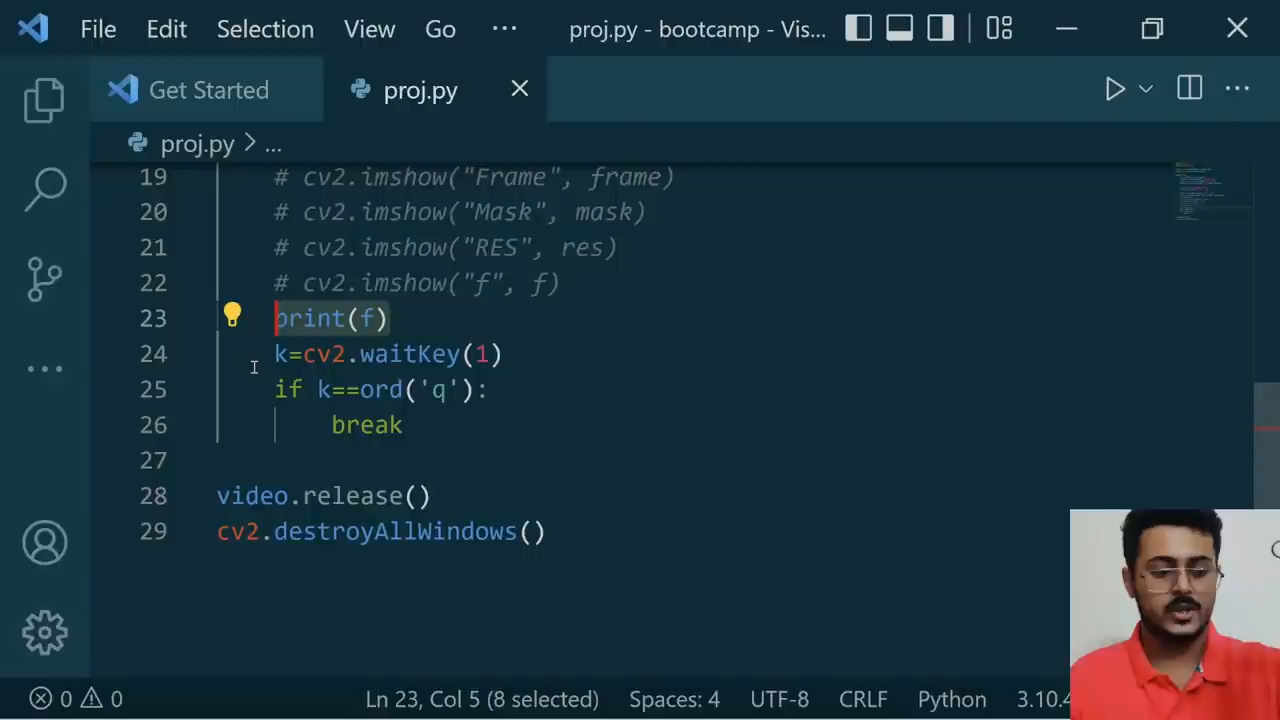 File Edit Selection View Go ··· proj.py - bootcamp - Vis...
Get Started proj.py
proj.py > ...
19 # cv2.imshow("Frame", frame)
20 # cv2.imshow("Mask", mask)
21 # cv2.imshow("RES", res)
22 # cv2.imshow("f", f)
23 print(f)
24 k=cv2.waitKey(1)
25 if k==ord('q'):
26 break
27
28 video.release()
29 cv2.destroyAllWindows()
0 0 Ln 23, Col 5 (8 selected) Spaces: 4 UTF-8 CRLF Python 3.10.4